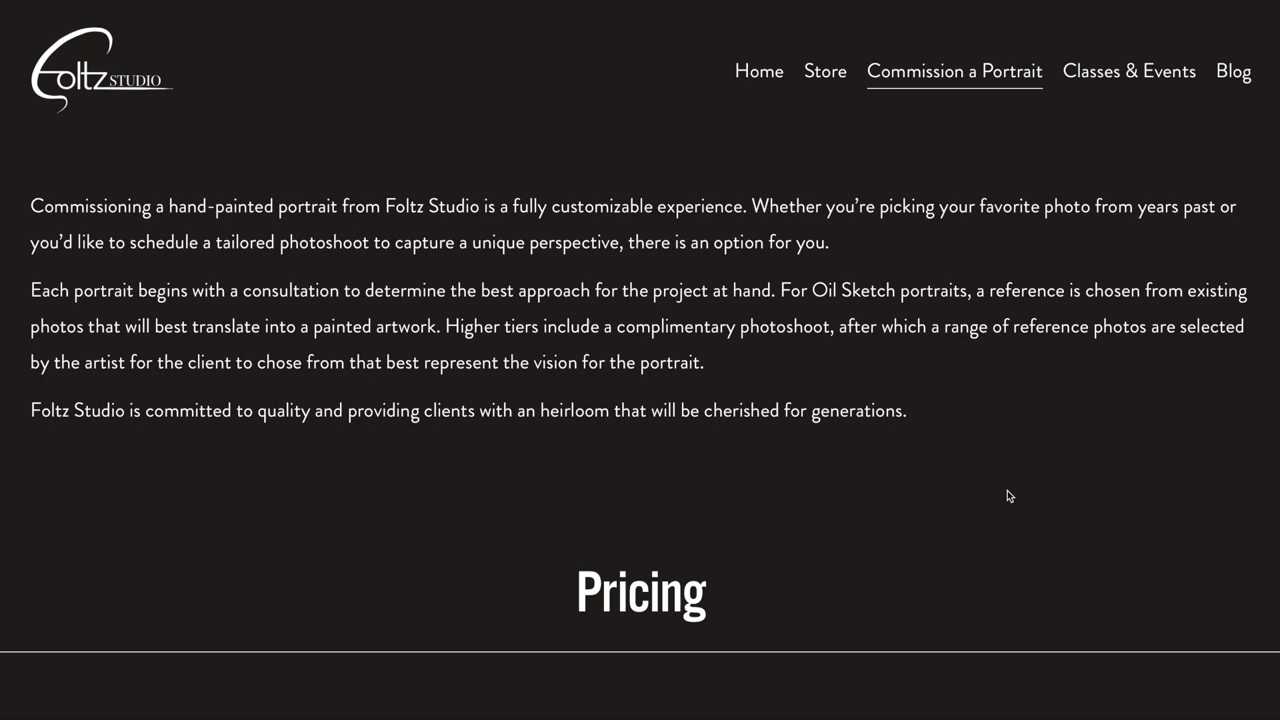 Foltz STUDIO
Home Store Commission a Portrait Classes & Events Blog
Commissioning a hand-painted portrait from Foltz Studio is a fully customizable experience. Whether you're picking your favorite photo from years past or
you'd like to schedule a tailored photoshoot to capture a unique perspective, there is an option for you.
Each portrait begins with a consultation to determine the best approach for the project at hand. For Oil Sketch portraits, a reference is chosen from existing
photos that will best translate into a painted artwork. Higher tiers include a complimentary photoshoot, after which a range of reference photos are selected
by the artist for the client to chose from that best represent the vision for the portrait.
Foltz Studio is committed to quality and providing clients with an heirloom that will be cherished for generations.
Pricing